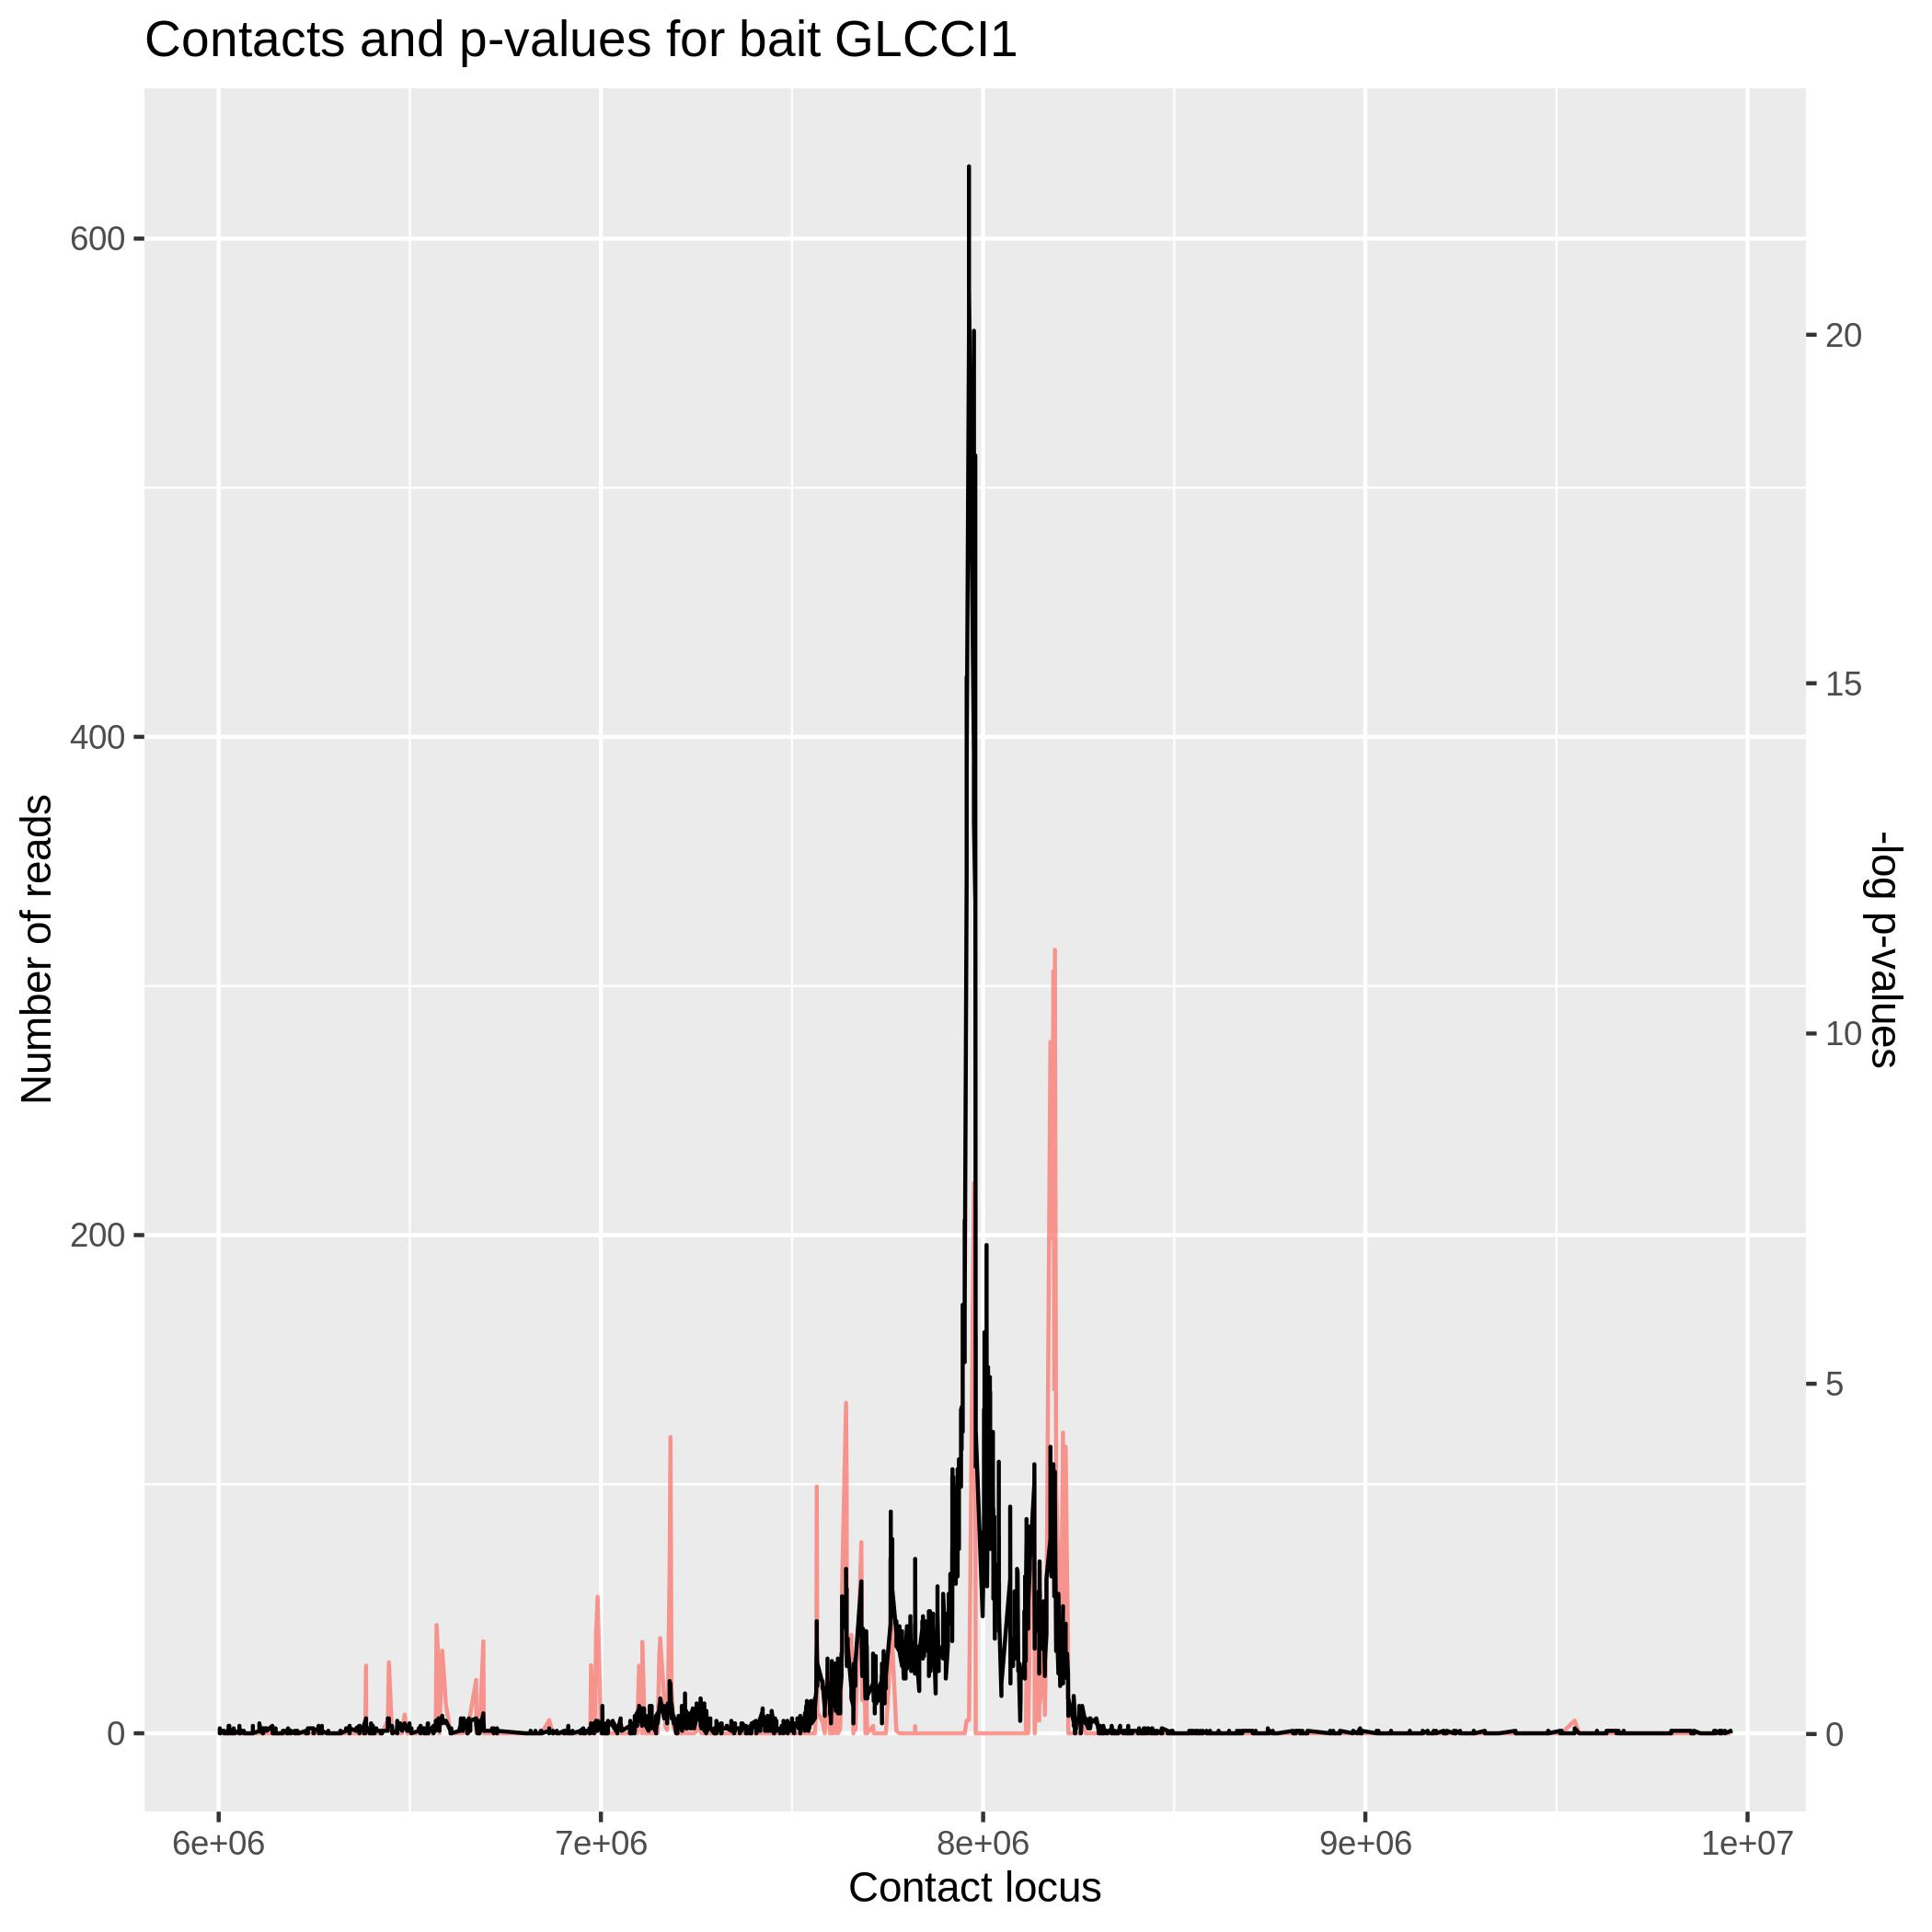 Contacts and p-values for bait GLCCI1
600
400
200
0
Number of reads
20
15
10
5
0
-log p-values
6e+06
7e+06
8e+06
9e+06
1e+07
Contact locus